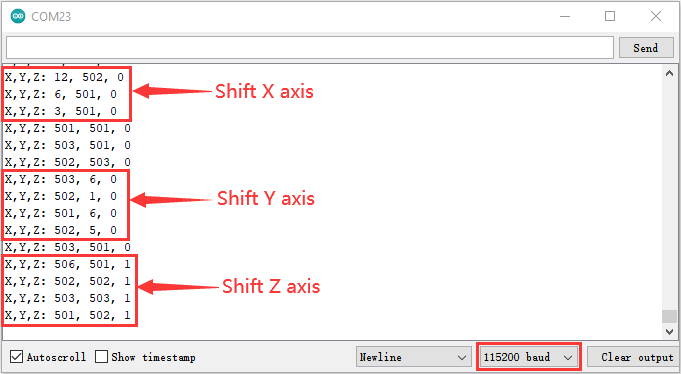 COM23
Send
X,Y,Z: 12, 502, 0
X,Y,Z: 6, 501, 0
Shift X axis
X,Y,Z: 3, 501, 0
X,Y,Z: 501, 501, 0
X,Y,Z: 503, 501, 0
X,Y,Z: 502, 503, 0
X,Y,Z: 503, 6, 0
X,Y,Z: 502, 1, 0
Shift Y axis
X,Y,Z: 501, 6, 0
X,Y,Z: 502, 5, 0
X,Y,Z: 503, 501, 0
X,Y,Z: 506, 501, 1
X,Y,Z: 502, 502, 1
Shift Z axis
X,Y,Z: 503, 503, 1
X,Y,Z: 501, 502, 1
Autoscroll Show timestamp Newline 115200 baud Clear output